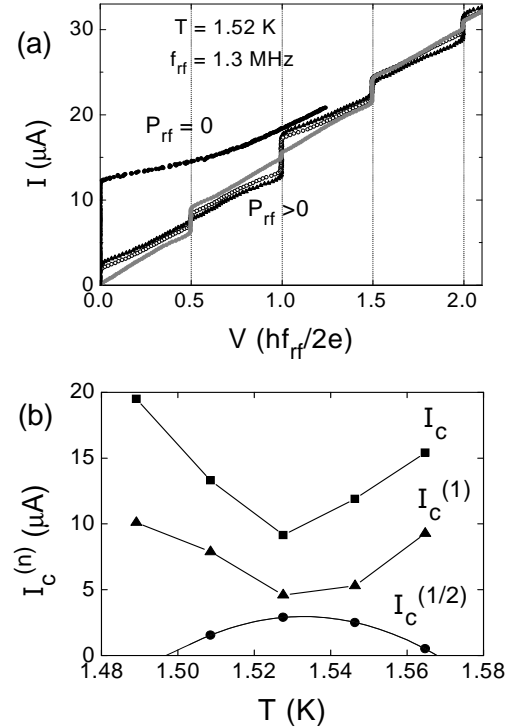 (a)
30
20
10
0
I (μA)
T = 1.52 K
f_rf = 1.3 MHz
P_rf = 0
P_rf >0
0.0 0.5 1.0 1.5 2.0
V (hf_rf/2e)
(b)
20
15
10
5
0
I_c^(n) (μA)
I_c
I_c^(1)
I_c^(1/2)
1.48 1.50 1.52 1.54 1.56 1.58
T (K)